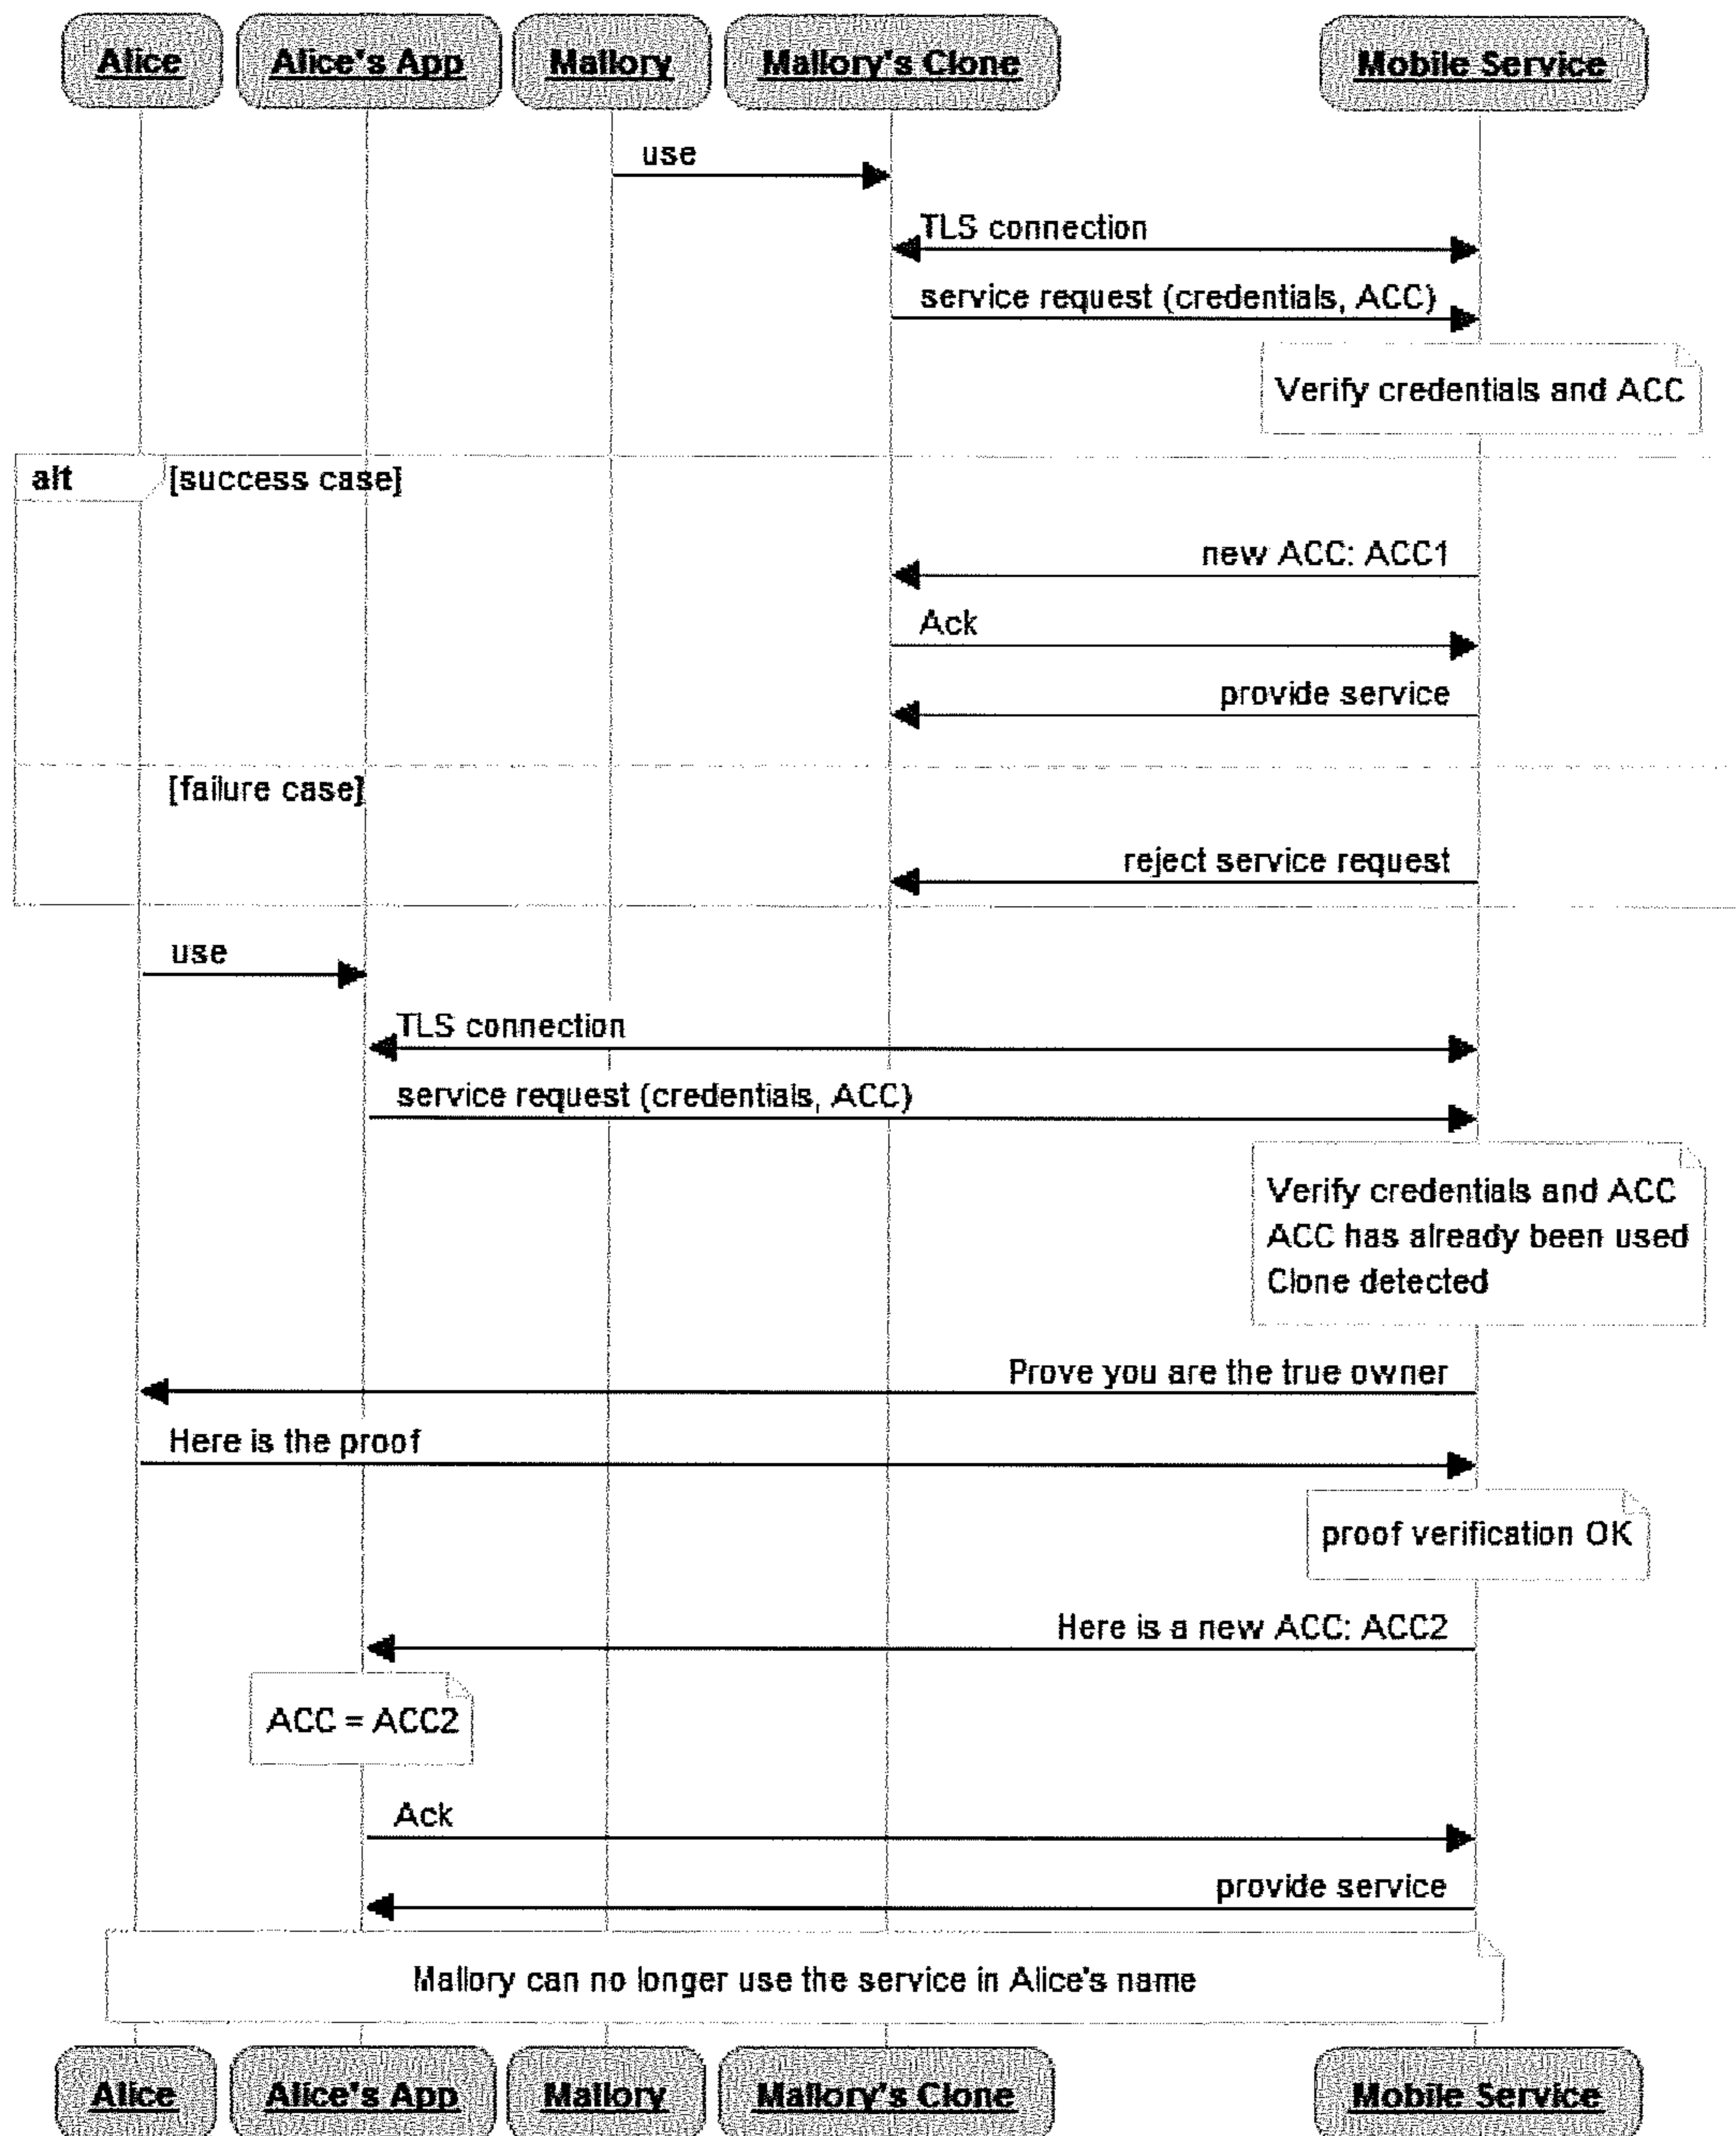 Alice
Alice's App
Mallory
Mallory's Clone
Mobile Service
use
TLS connection
service request (credentials, ACC)
Verify credentials and ACC
alt
[success case]
new ACC: ACC1
Ack
provide service
[failure case]
reject service request
use
TLS connection
service request (credentials, ACC)
Verify credentials and ACC
ACC has already been used
Clone detected
Prove you are the true owner
Here is the proof
proof verification OK
Here is a new ACC: ACC2
ACC = ACC2
Ack
provide service
Mallory can no longer use the service in Alice's name
Alice
Alice's App
Mallory
Mallory's Clone
Mobile Service